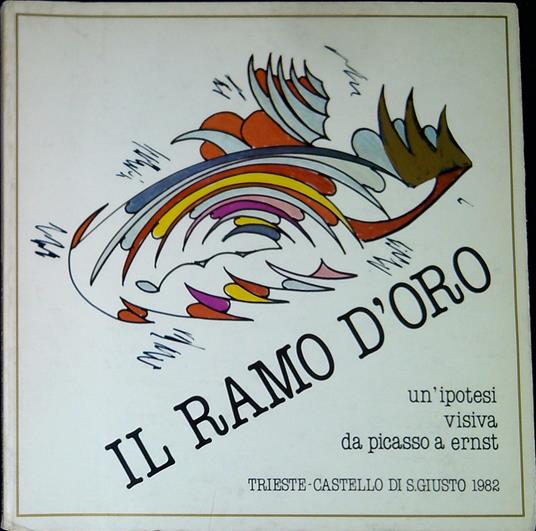 IL RAMO D'ORO
un'ipotesi
visiva
da picasso a ernst
TRIESTE-CASTELLO DI S.GIUSTO 1982